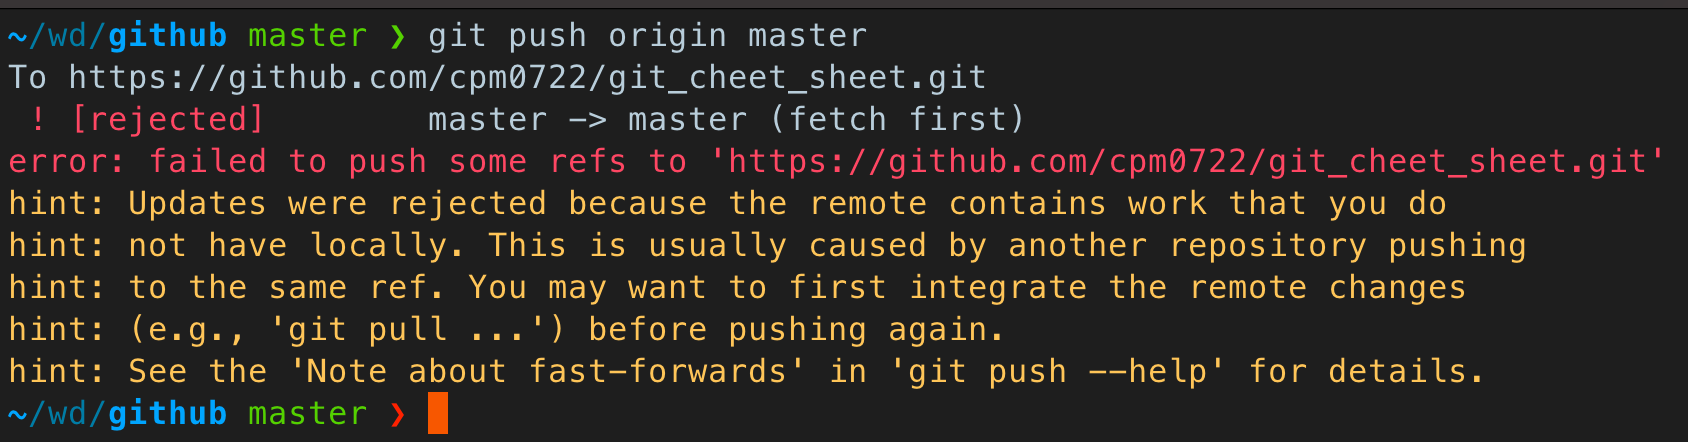 ~/wd/github master ❯ git push origin master
To https://github.com/cpm0722/git_cheet_sheet.git
 ! [rejected]        master -> master (fetch first)
error: failed to push some refs to 'https://github.com/cpm0722/git_cheet_sheet.git'
hint: Updates were rejected because the remote contains work that you do
hint: not have locally. This is usually caused by another repository pushing
hint: to the same ref. You may want to first integrate the remote changes
hint: (e.g., 'git pull ...') before pushing again.
hint: See the 'Note about fast-forwards' in 'git push --help' for details.
~/wd/github master ❯